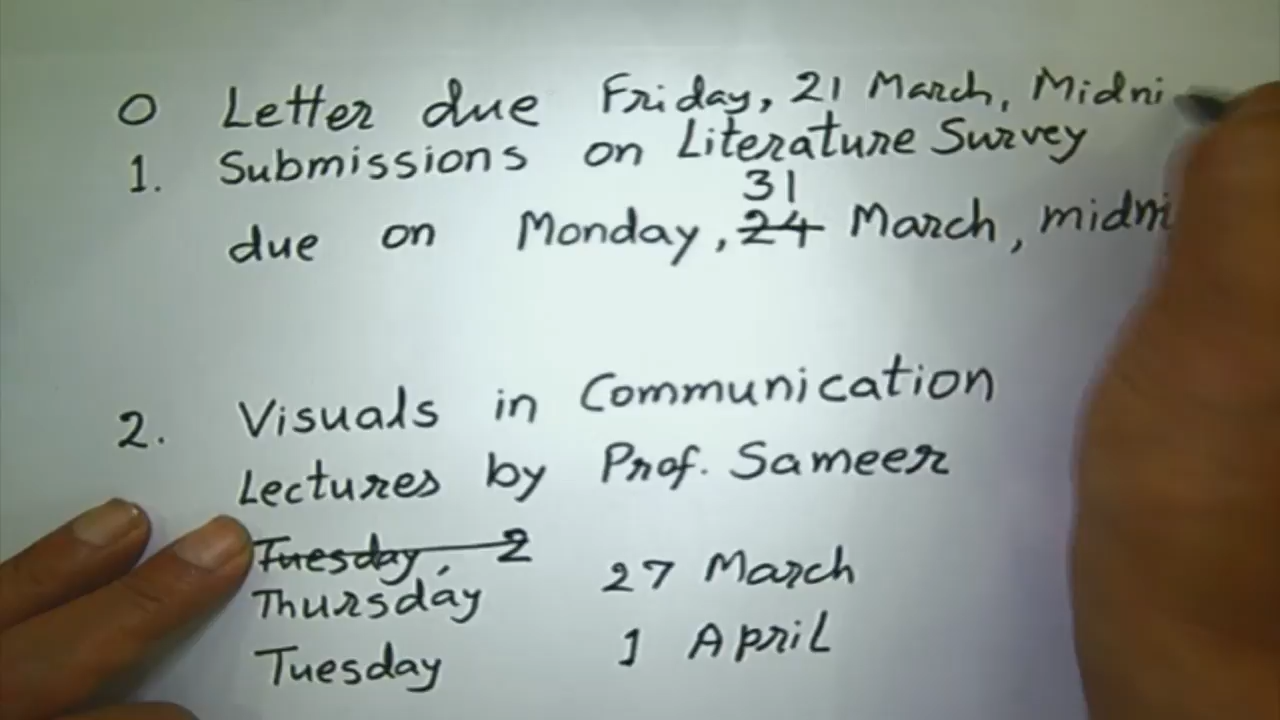 0 Letter due Friday, 21 March, Midni
1. Submissions on Literature Survey
31
due on Monday, 24 March, midni
2. Visuals in Communication
Lectures by Prof. Sameer
Tuesday, 2
Thursday 27 March
Tuesday 1 April